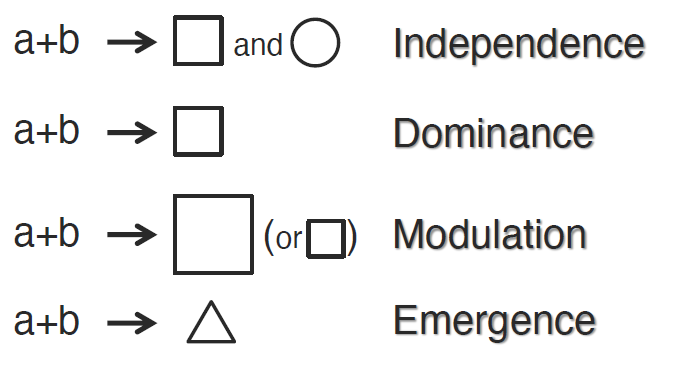 a+b → and Independence
a+b → Dominance
a+b → (or ) Modulation
a+b → Emergence